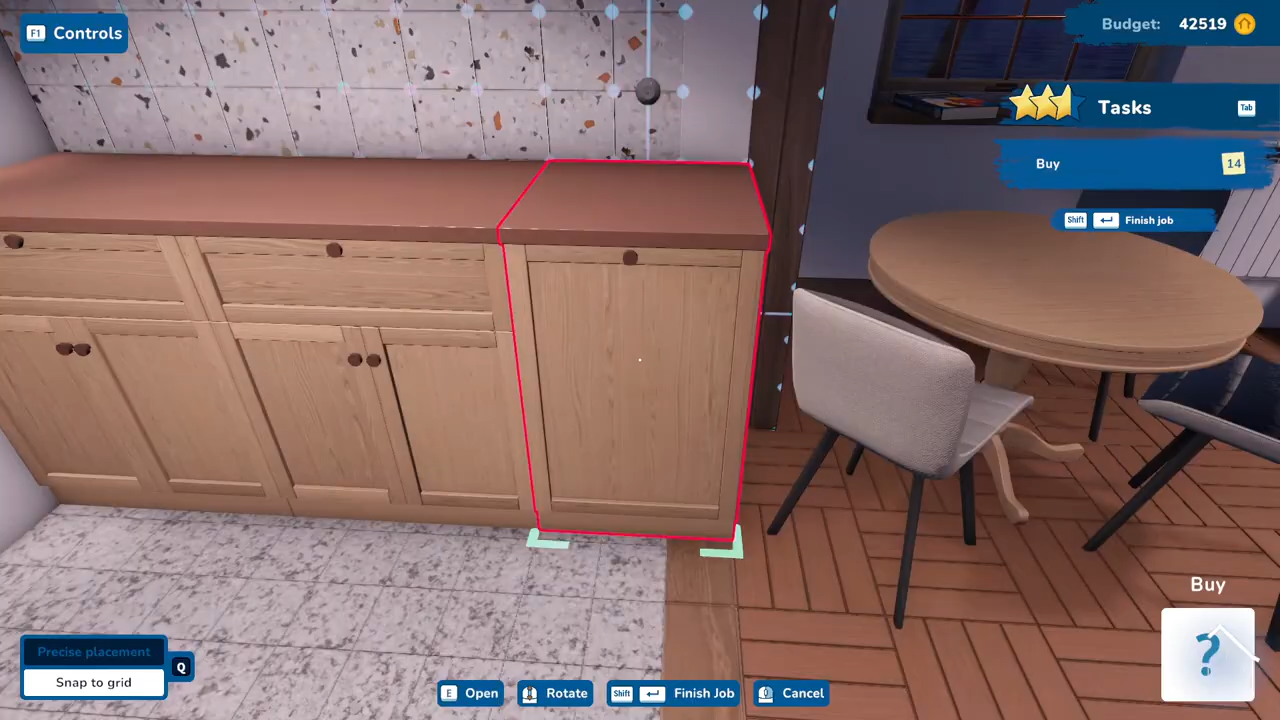 F1 Controls
Budget: 42519
Tasks Tab
Buy 14
Shift Finish job
Buy
?
Precise placement
Q
Snap to grid
E Open
Rotate
Shift Finish Job
Cancel